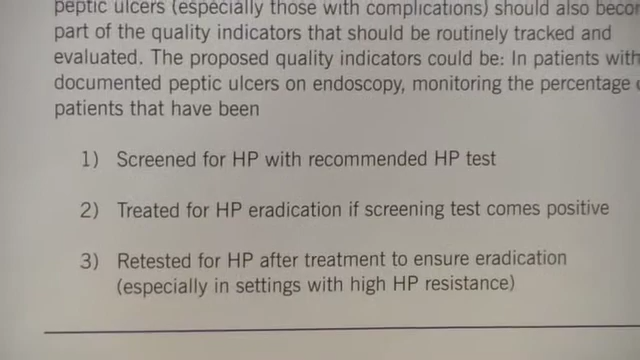 peptic ulcers (especially those with complications) should also
part of the quality indicators that should be routinely tracked and
evaluated. The proposed quality indicators could be: In patients with
documented peptic ulcers on endoscopy, monitoring the percentage
patients that have been
1) Screened for HP with recommended HP test
2) Treated for HP eradication if screening test comes positive
3) Retested for HP after treatment to ensure eradication
(especially in settings with high HP resistance)